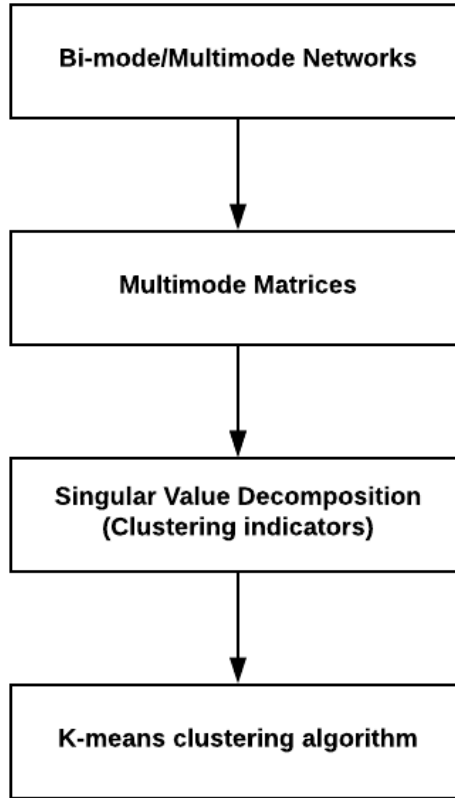 Bi-mode/Multimode Networks
Multimode Matrices
Singular Value Decomposition
(Clustering indicators)
K-means clustering algorithm